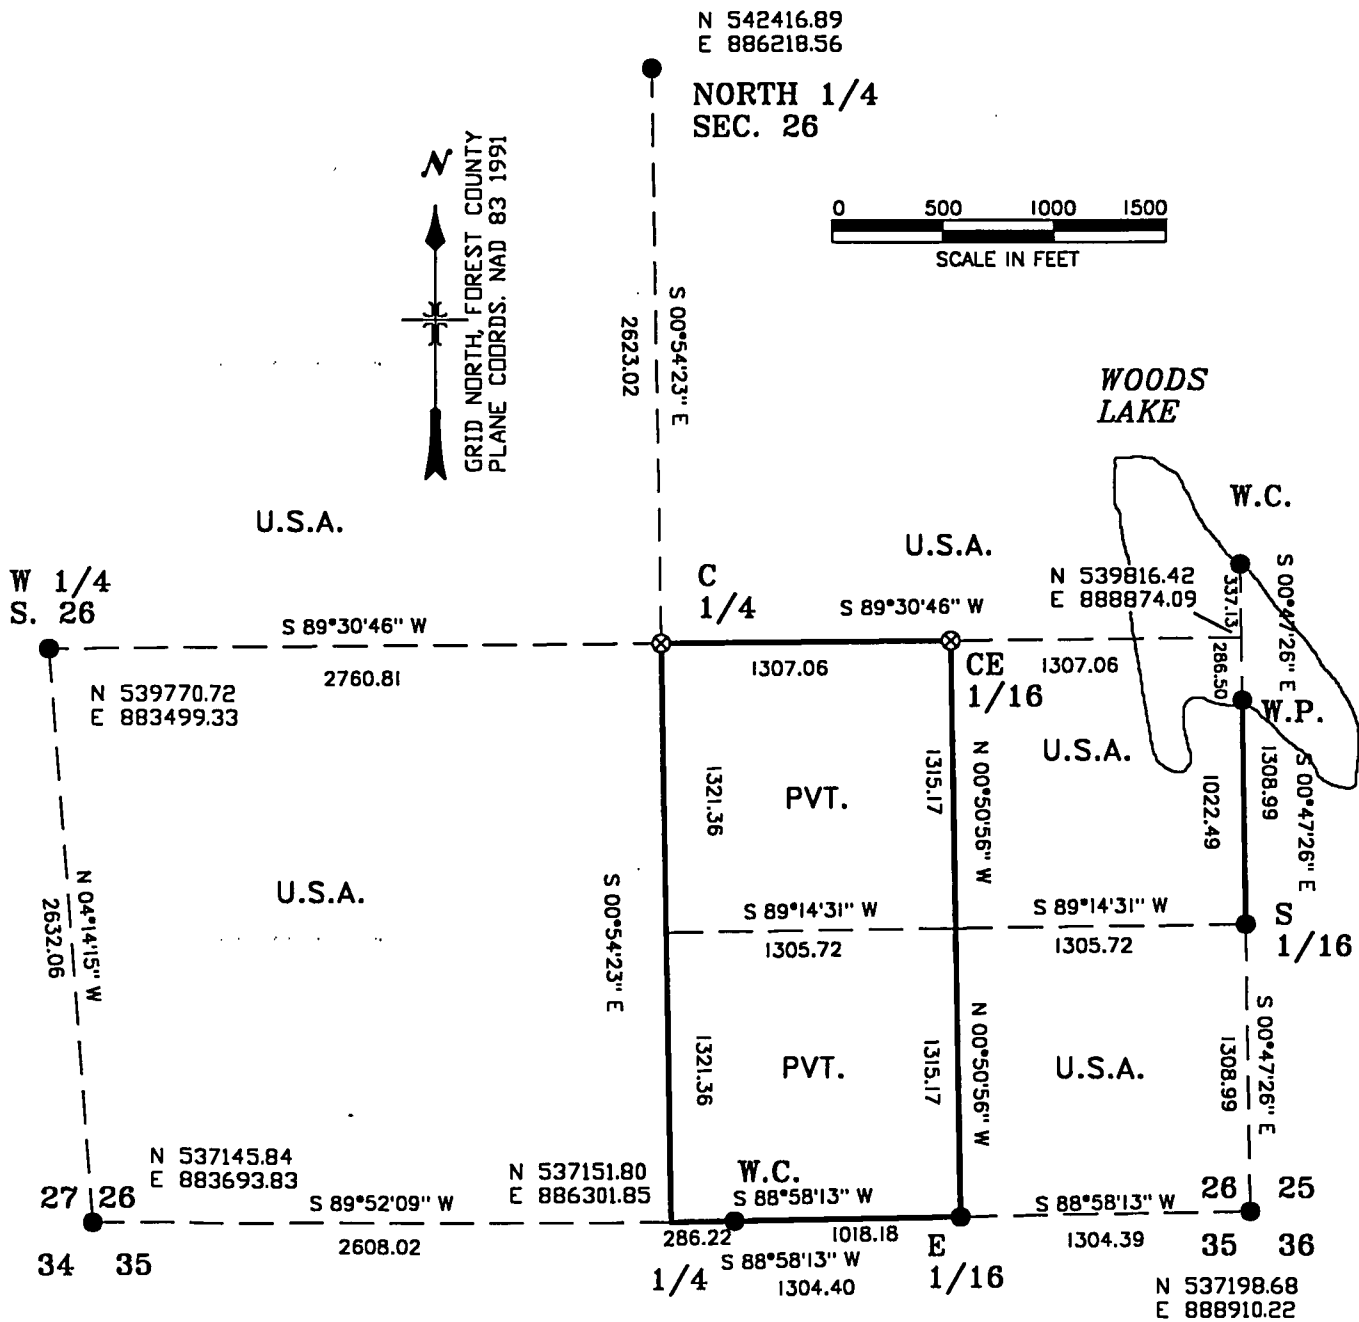 N 542416.89
E 886218.56
NORTH 1/4
SEC. 26
N
GRID NORTH, FOREST COUNTY
PLANE COORDS. NAD 83 1991
0 500 1000 1500
SCALE IN FEET
S 00°54'23" E
2623.02
WOODS
LAKE
W.C.
U.S.A.
U.S.A.
W 1/4
S. 26
C
1/4
N 539816.42
E 888874.09
337.13
S 00°47'26" E
S 89°30'46" W
2760.81
S 89°30'46" W
1307.06
CE
1/16
1307.06
286.50
W.P.
N 539770.72
E 883499.33
U.S.A.
1321.36
PVT.
1315.17
N 00°50'56" W
1022.49
1308.99
S 00°47'26" E
U.S.A.
N 04°14'15" W
2632.06
S 00°54'23" E
S 89°14'31" W
1305.72
S 89°14'31" W
1305.72
S
1/16
1321.36
PVT.
1315.17
N 00°50'56" W
U.S.A.
1308.99
S 00°47'26" E
N 537145.84
E 883693.83
N 537151.80
E 886301.85
W.C.
27 26
34 35
S 89°52'09" W
2608.02
S 88°58'13" W
286.22
1018.18
S 88°58'13" W
1304.40
1/4
E
1/16
S 88°58'13" W
1304.39
26 25
35 36
N 537198.68
E 888910.22